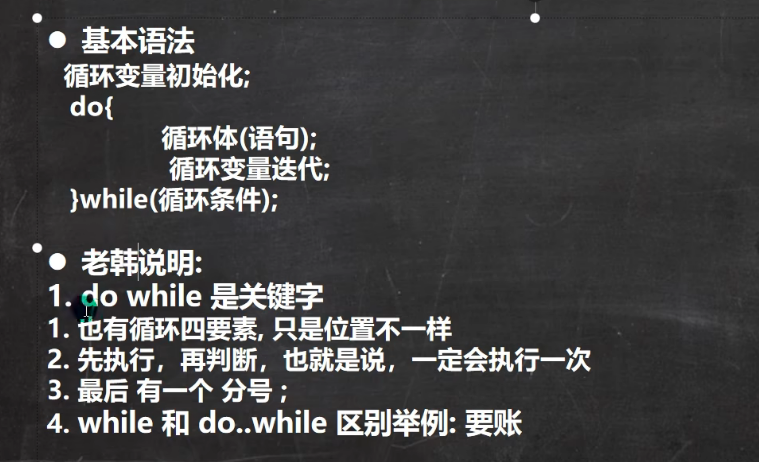 ● 基本语法
循环变量初始化;
do{
循环体(语句);
循环变量迭代;
}while(循环条件);
● 老韩说明:
1. do while 是关键字
1. 也有循环四要素, 只是位置不一样
2. 先执行，再判断，也就是说，一定会执行一次
3. 最后 有一个 分号 ;
4. while 和 do..while 区别举例: 要账